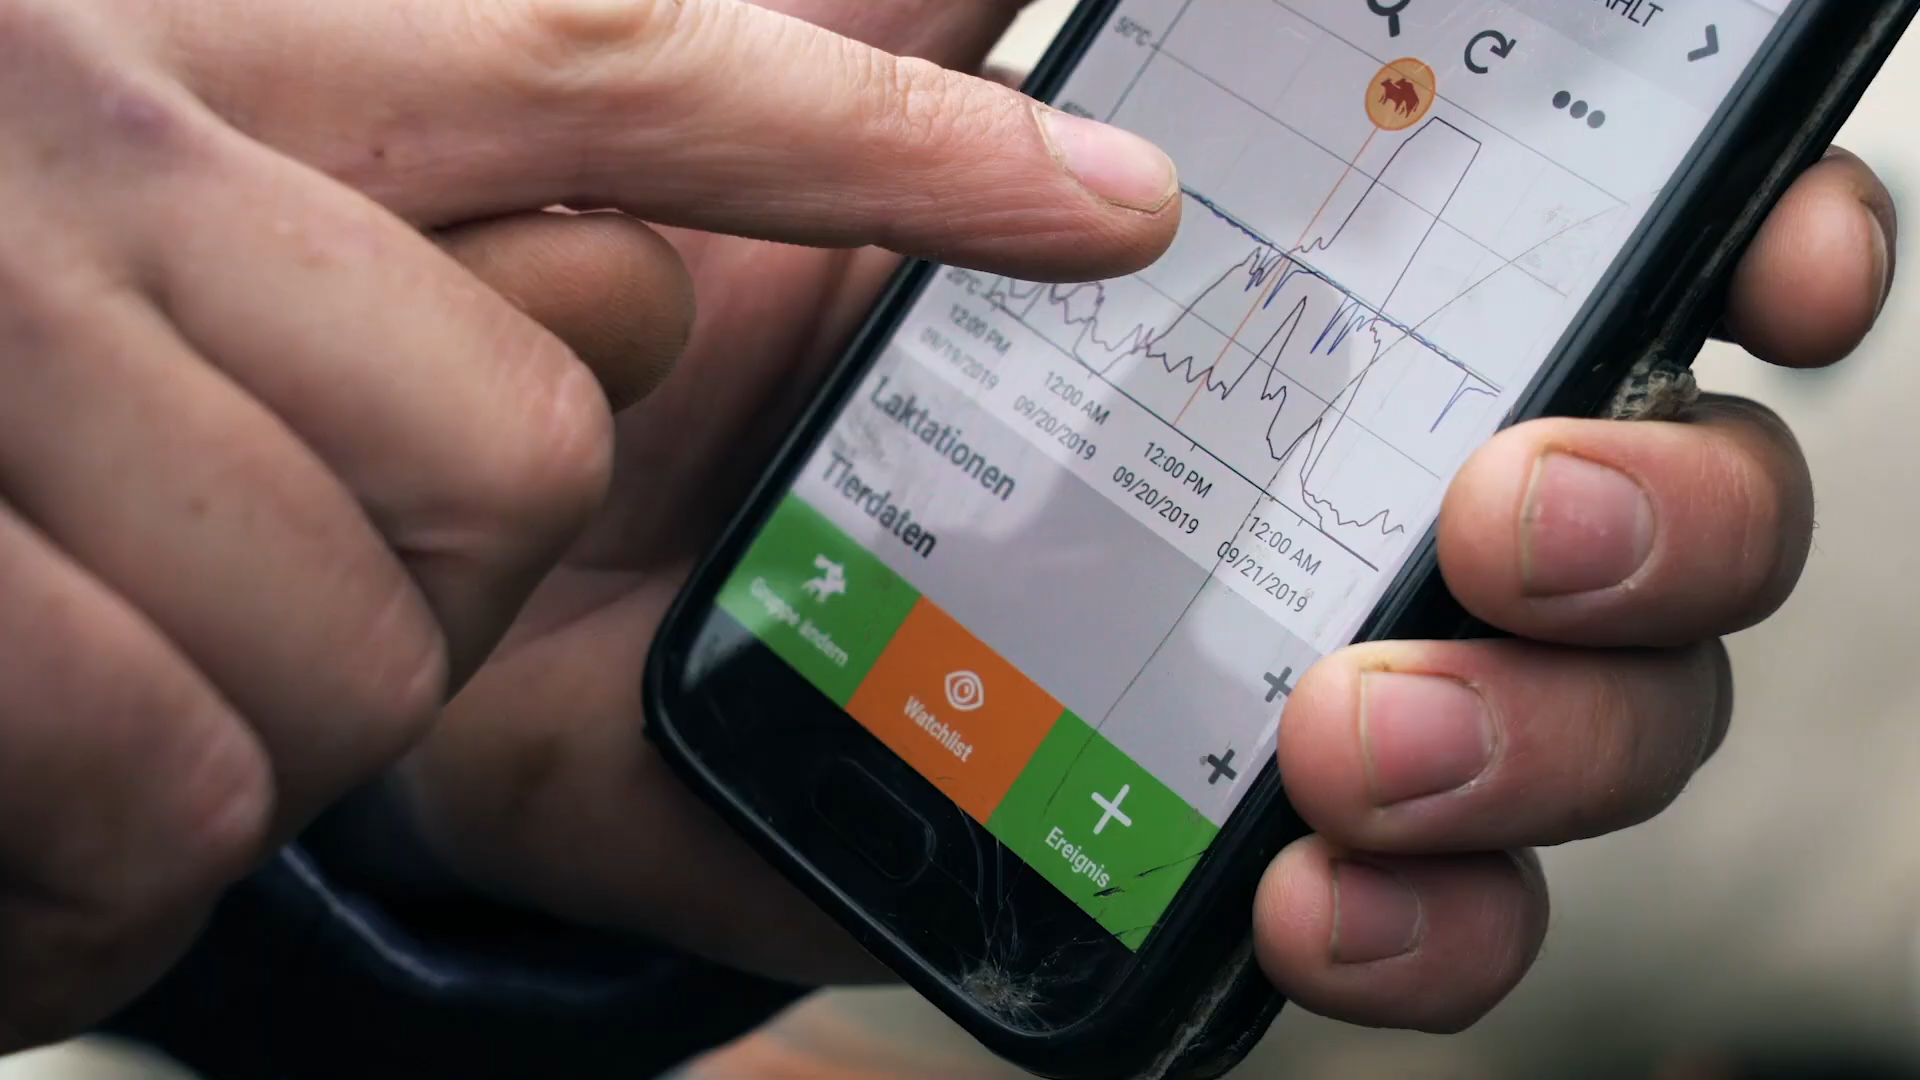 50°C
20°C
12:00 PM
09/19/2019
12:00 AM
09/20/2019
12:00 PM
09/20/2019
12:00 AM
09/21/2019
Laktationen
Tierdaten
Gruppe ändern
Watchlist
Ereignis